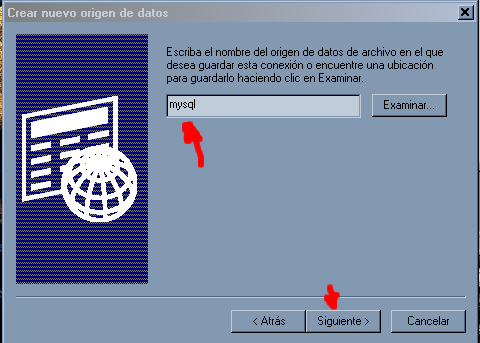 Crear nuevo origen de datos
Escriba el nombre del origen de datos de archivo en el que
desea guardar esta conexión o encuentre una ubicación
para guardarlo haciendo clic en Examinar.
mysql
Examinar...
< Atrás
Siguiente >
Cancelar